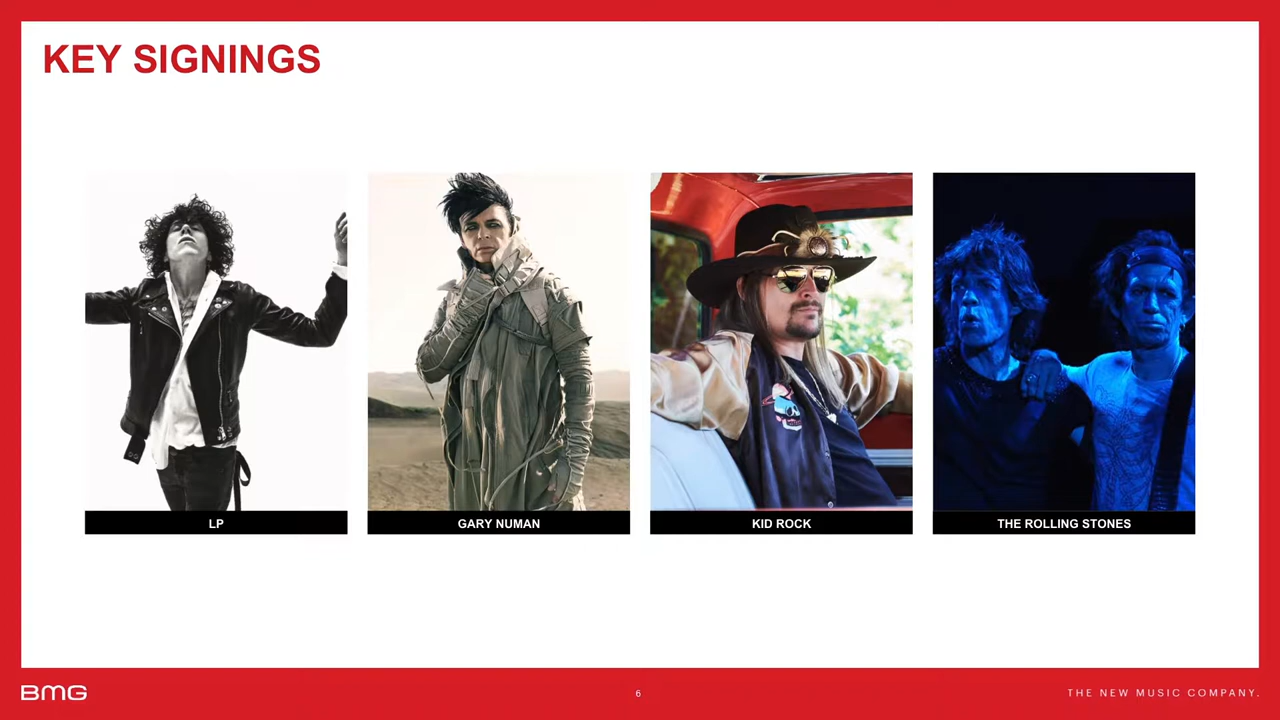 KEY SIGNINGS
LP
GARY NUMAN
KID ROCK
THE ROLLING STONES
BMG
6
THE NEW MUSIC COMPANY.